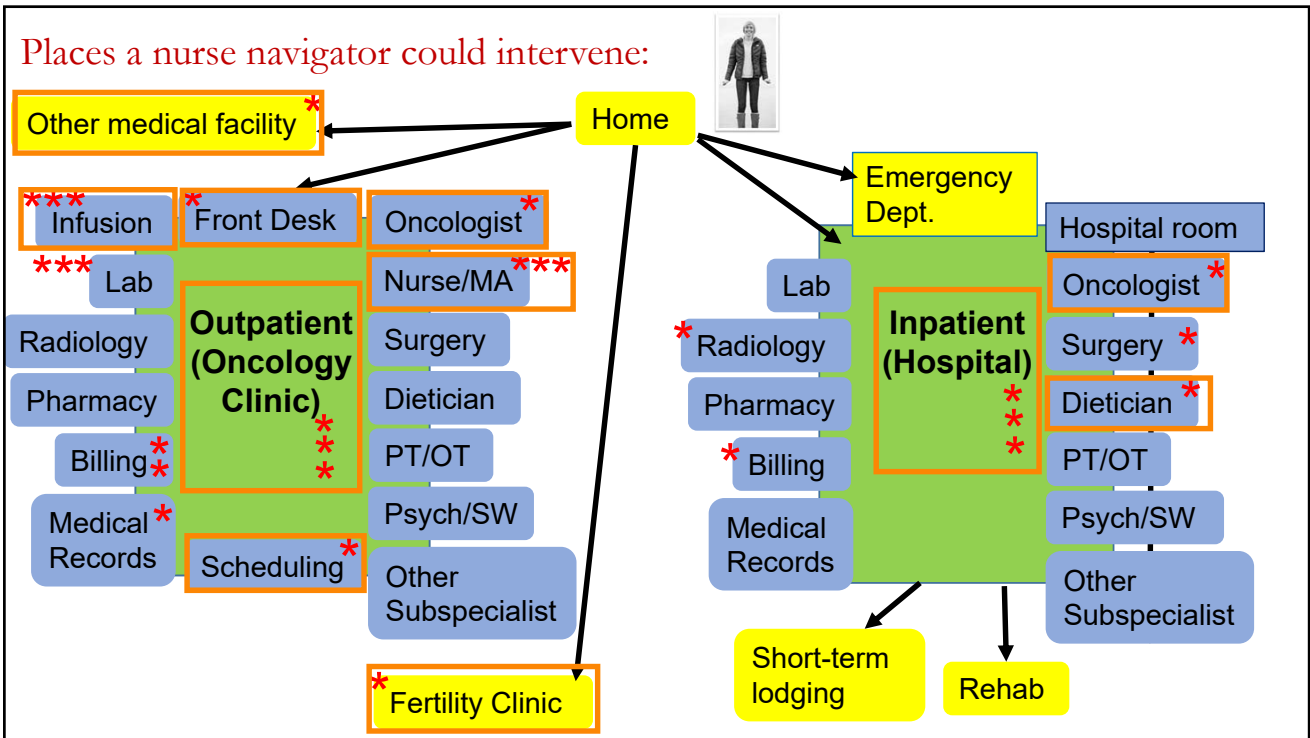 Places a nurse navigator could intervene:
Other medical facility *
Home
Emergency
Dept.
*** Infusion
* Front Desk
Oncologist *
*** Lab
Nurse/MA ***
Radiology
Surgery
Pharmacy
Dietician
Billing **
PT/OT
Medical *
Records
Psych/SW
Scheduling *
Other
Subspecialist
Outpatient
(Oncology
Clinic)
***
* Fertility Clinic
Hospital room
Lab
Oncologist *
* Radiology
Surgery *
Pharmacy
Dietician *
* Billing
PT/OT
Medical
Records
Psych/SW
Other
Subspecialist
Inpatient
(Hospital)
***
Short-term
lodging
Rehab